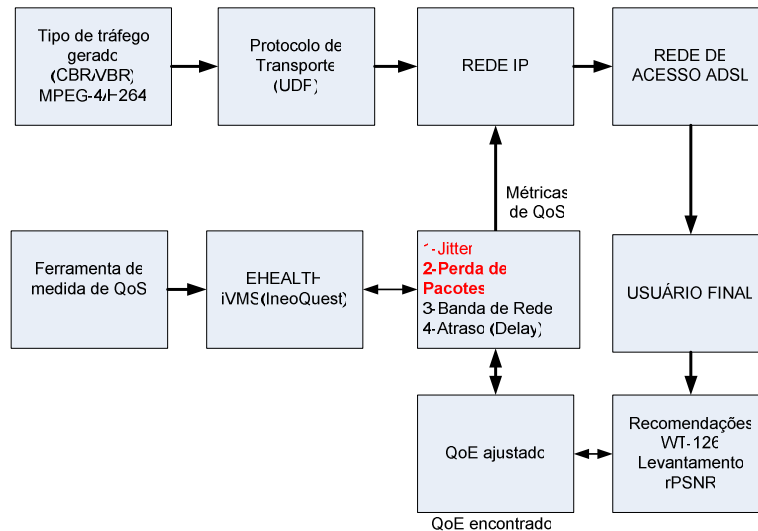 Tipo de tráfego
gerado
(CBR/VBR)
MPEG-4/H264
Protocolo de
Transporte
(UDP)
REDE IP
REDE DE
ACESSO ADSL
Métricas
de QoS
Ferramenta de
medida de QoS
EHEALTH
iVMS(IneoQuest)
1-Jitter
2-Perda de
Pacotes
3-Banda de Rede
4-Atraso (Delay)
USUÁRIO FINAL
QoE ajustado
Recomendações
WT-126
Levantamento
rPSNR
QoE encontrado